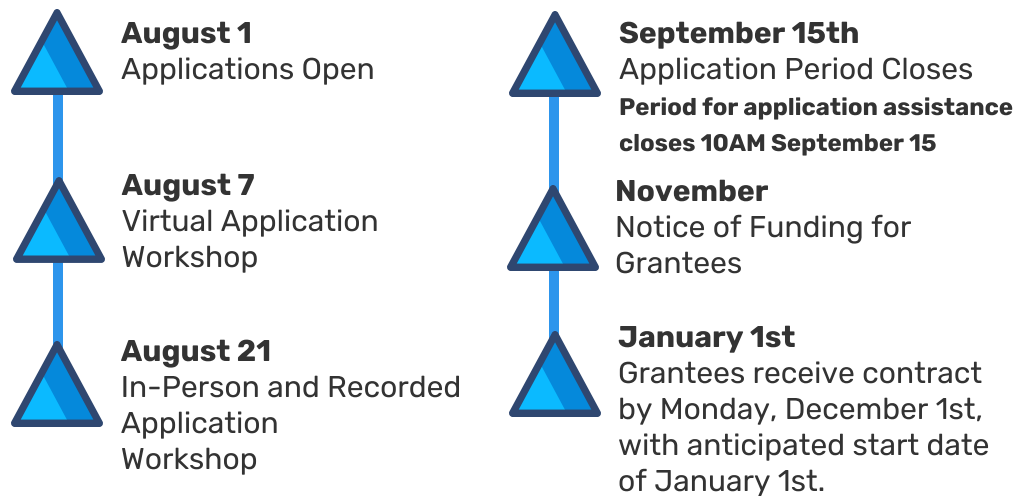 August 1
Applications Open
August 7
Virtual Application
Workshop
August 21
In-Person and Recorded
Application
Workshop
September 15th
Application Period Closes
Period for application assistance
closes 10AM September 15
November
Notice of Funding for
Grantees
January 1st
Grantees receive contract
by Monday, December 1st,
with anticipated start date
of January 1st.